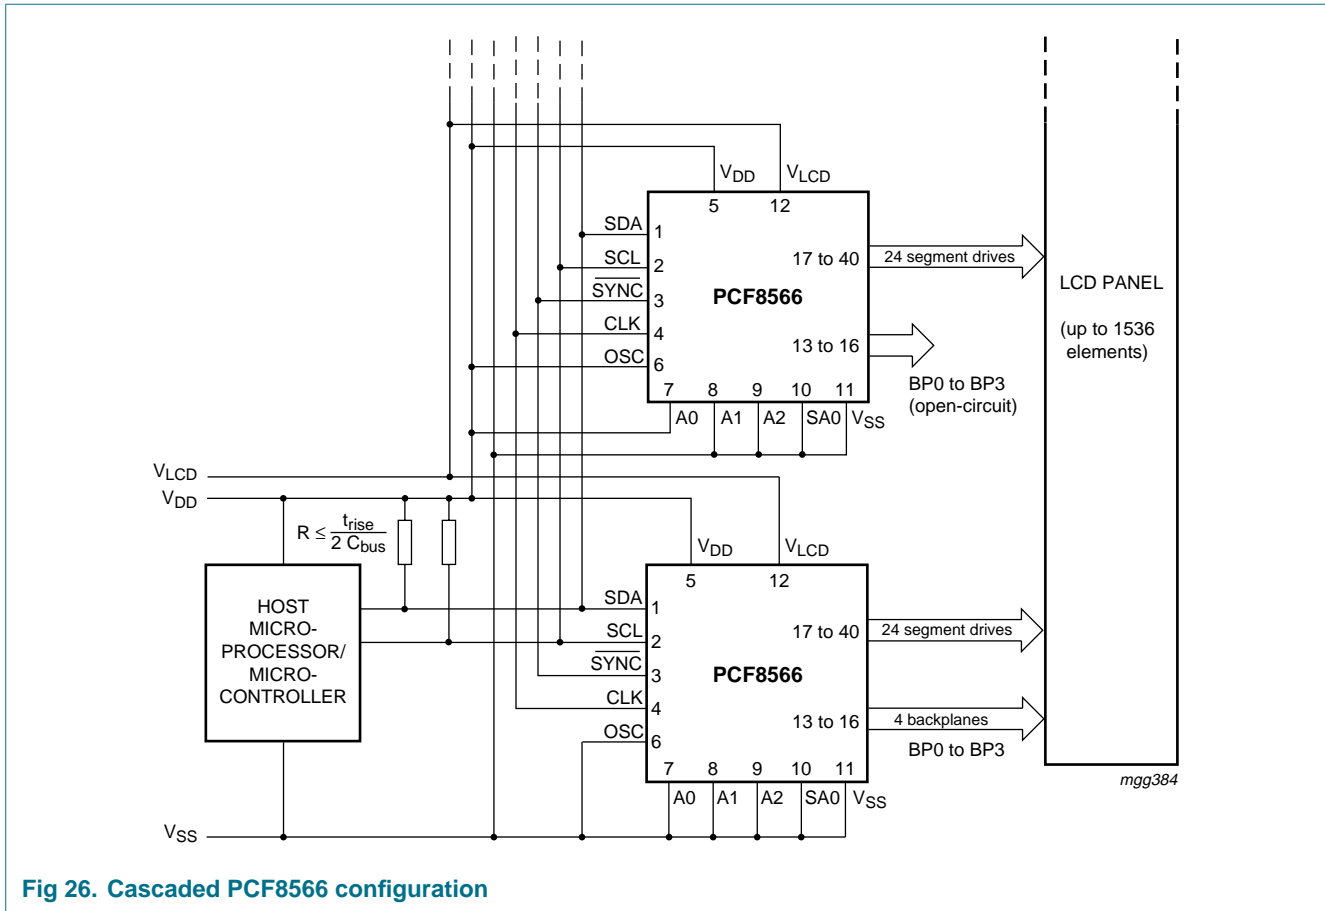 VDD
VLCD
5
12
SDA
1
SCL
2
SYNC
3
CLK
4
OSC
6
17 to 40
PCF8566
13 to 16
7
8
9
10
11
A0
A1
A2
SA0
VSS
24 segment drives
BP0 to BP3
(open-circuit)
LCD PANEL
(up to 1536
elements)
VLCD
VDD
R ≤ trise / 2 Cbus
HOST
MICRO-
PROCESSOR/
MICRO-
CONTROLLER
VSS
VDD
VLCD
5
12
SDA
1
SCL
2
SYNC
3
CLK
4
OSC
6
17 to 40
PCF8566
13 to 16
7
8
9
10
11
A0
A1
A2
SA0
VSS
24 segment drives
4 backplanes
BP0 to BP3
mgg384
Fig 26. Cascaded PCF8566 configuration